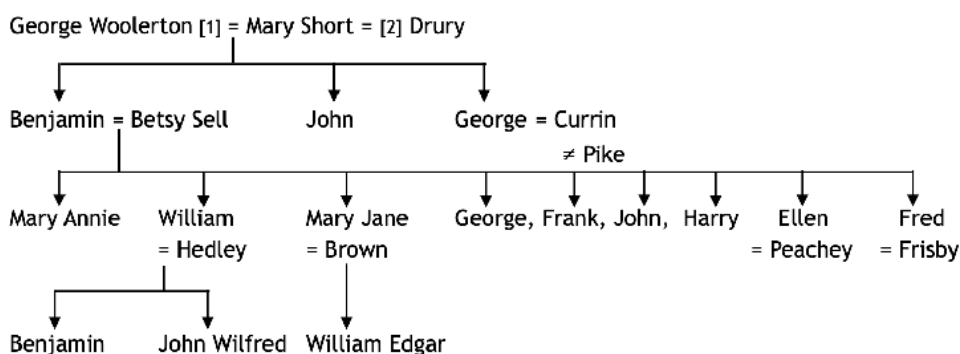 George Woolerton [1] = Mary Short = [2] Drury
Benjamin = Betsy Sell John George = Currin
≠ Pike
Mary Annie William Mary Jane George, Frank, John, Harry Ellen Fred
= Hedley = Brown = Peachey = Frisby
Benjamin John Wilfred William Edgar